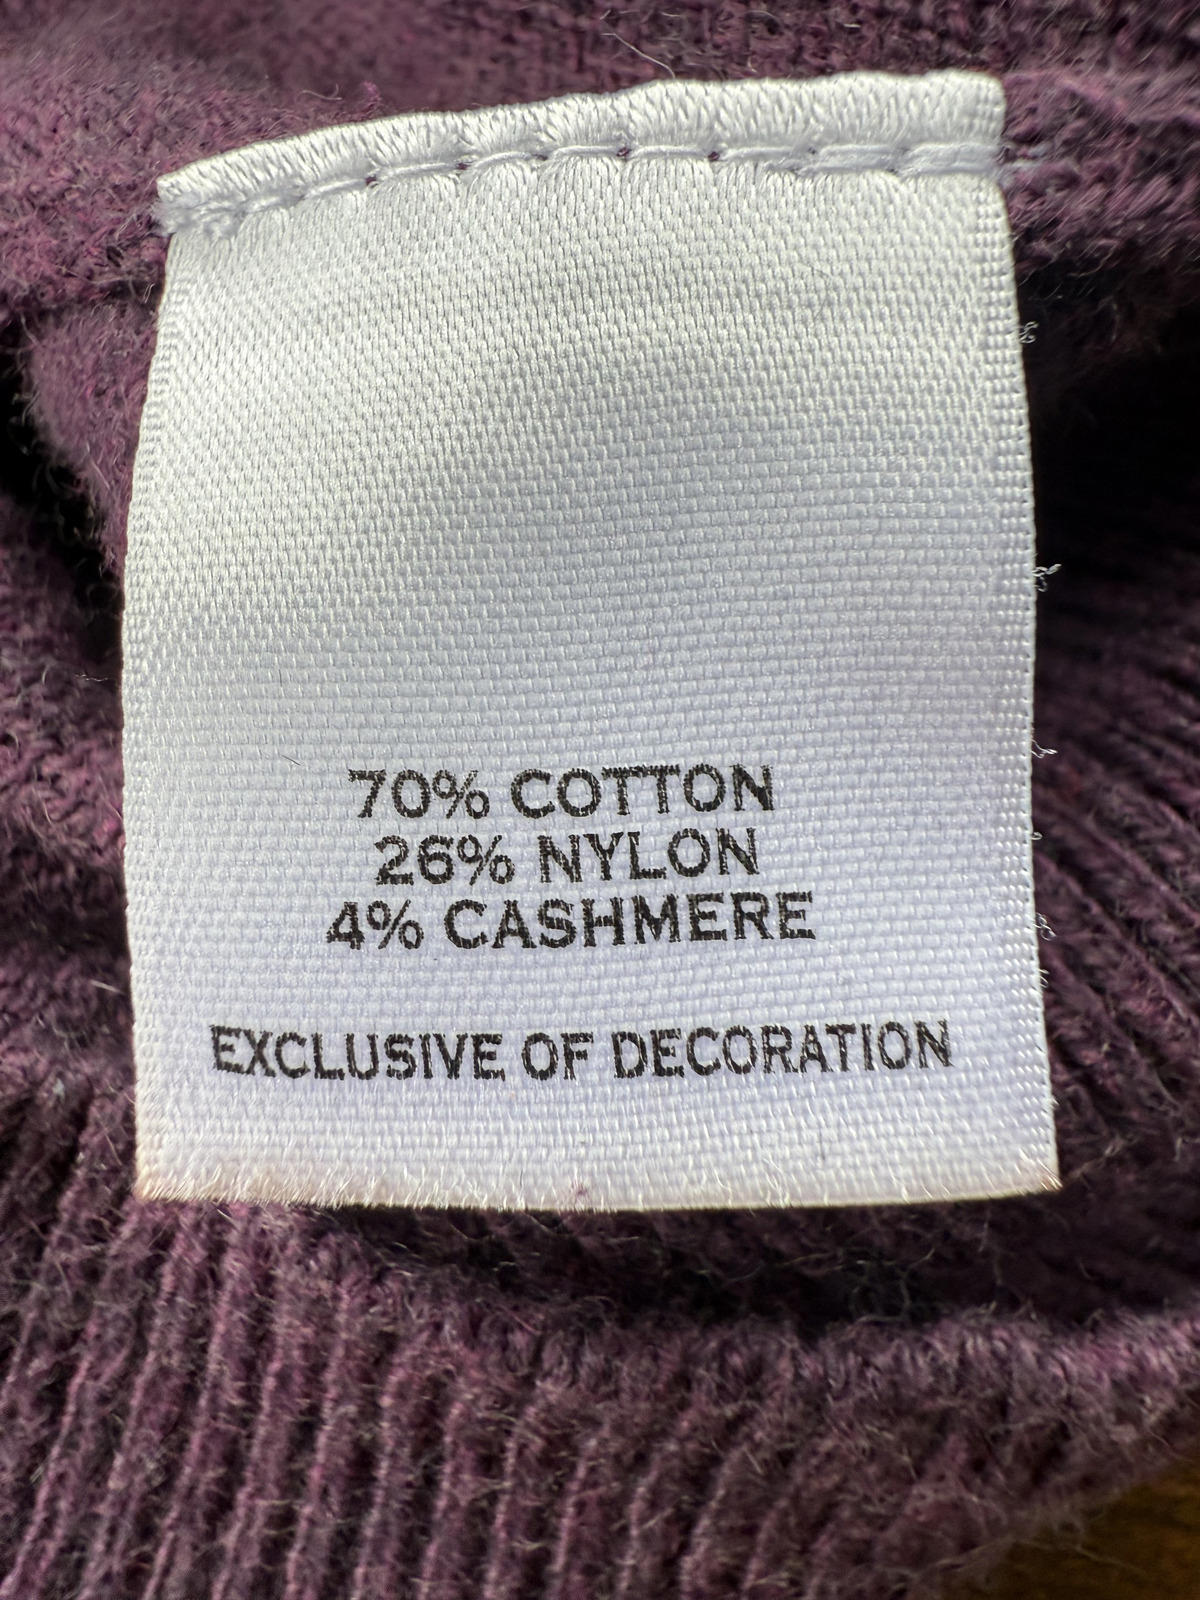 70% COTTON
26% NYLON
4% CASHMERE
EXCLUSIVE OF DECORATION